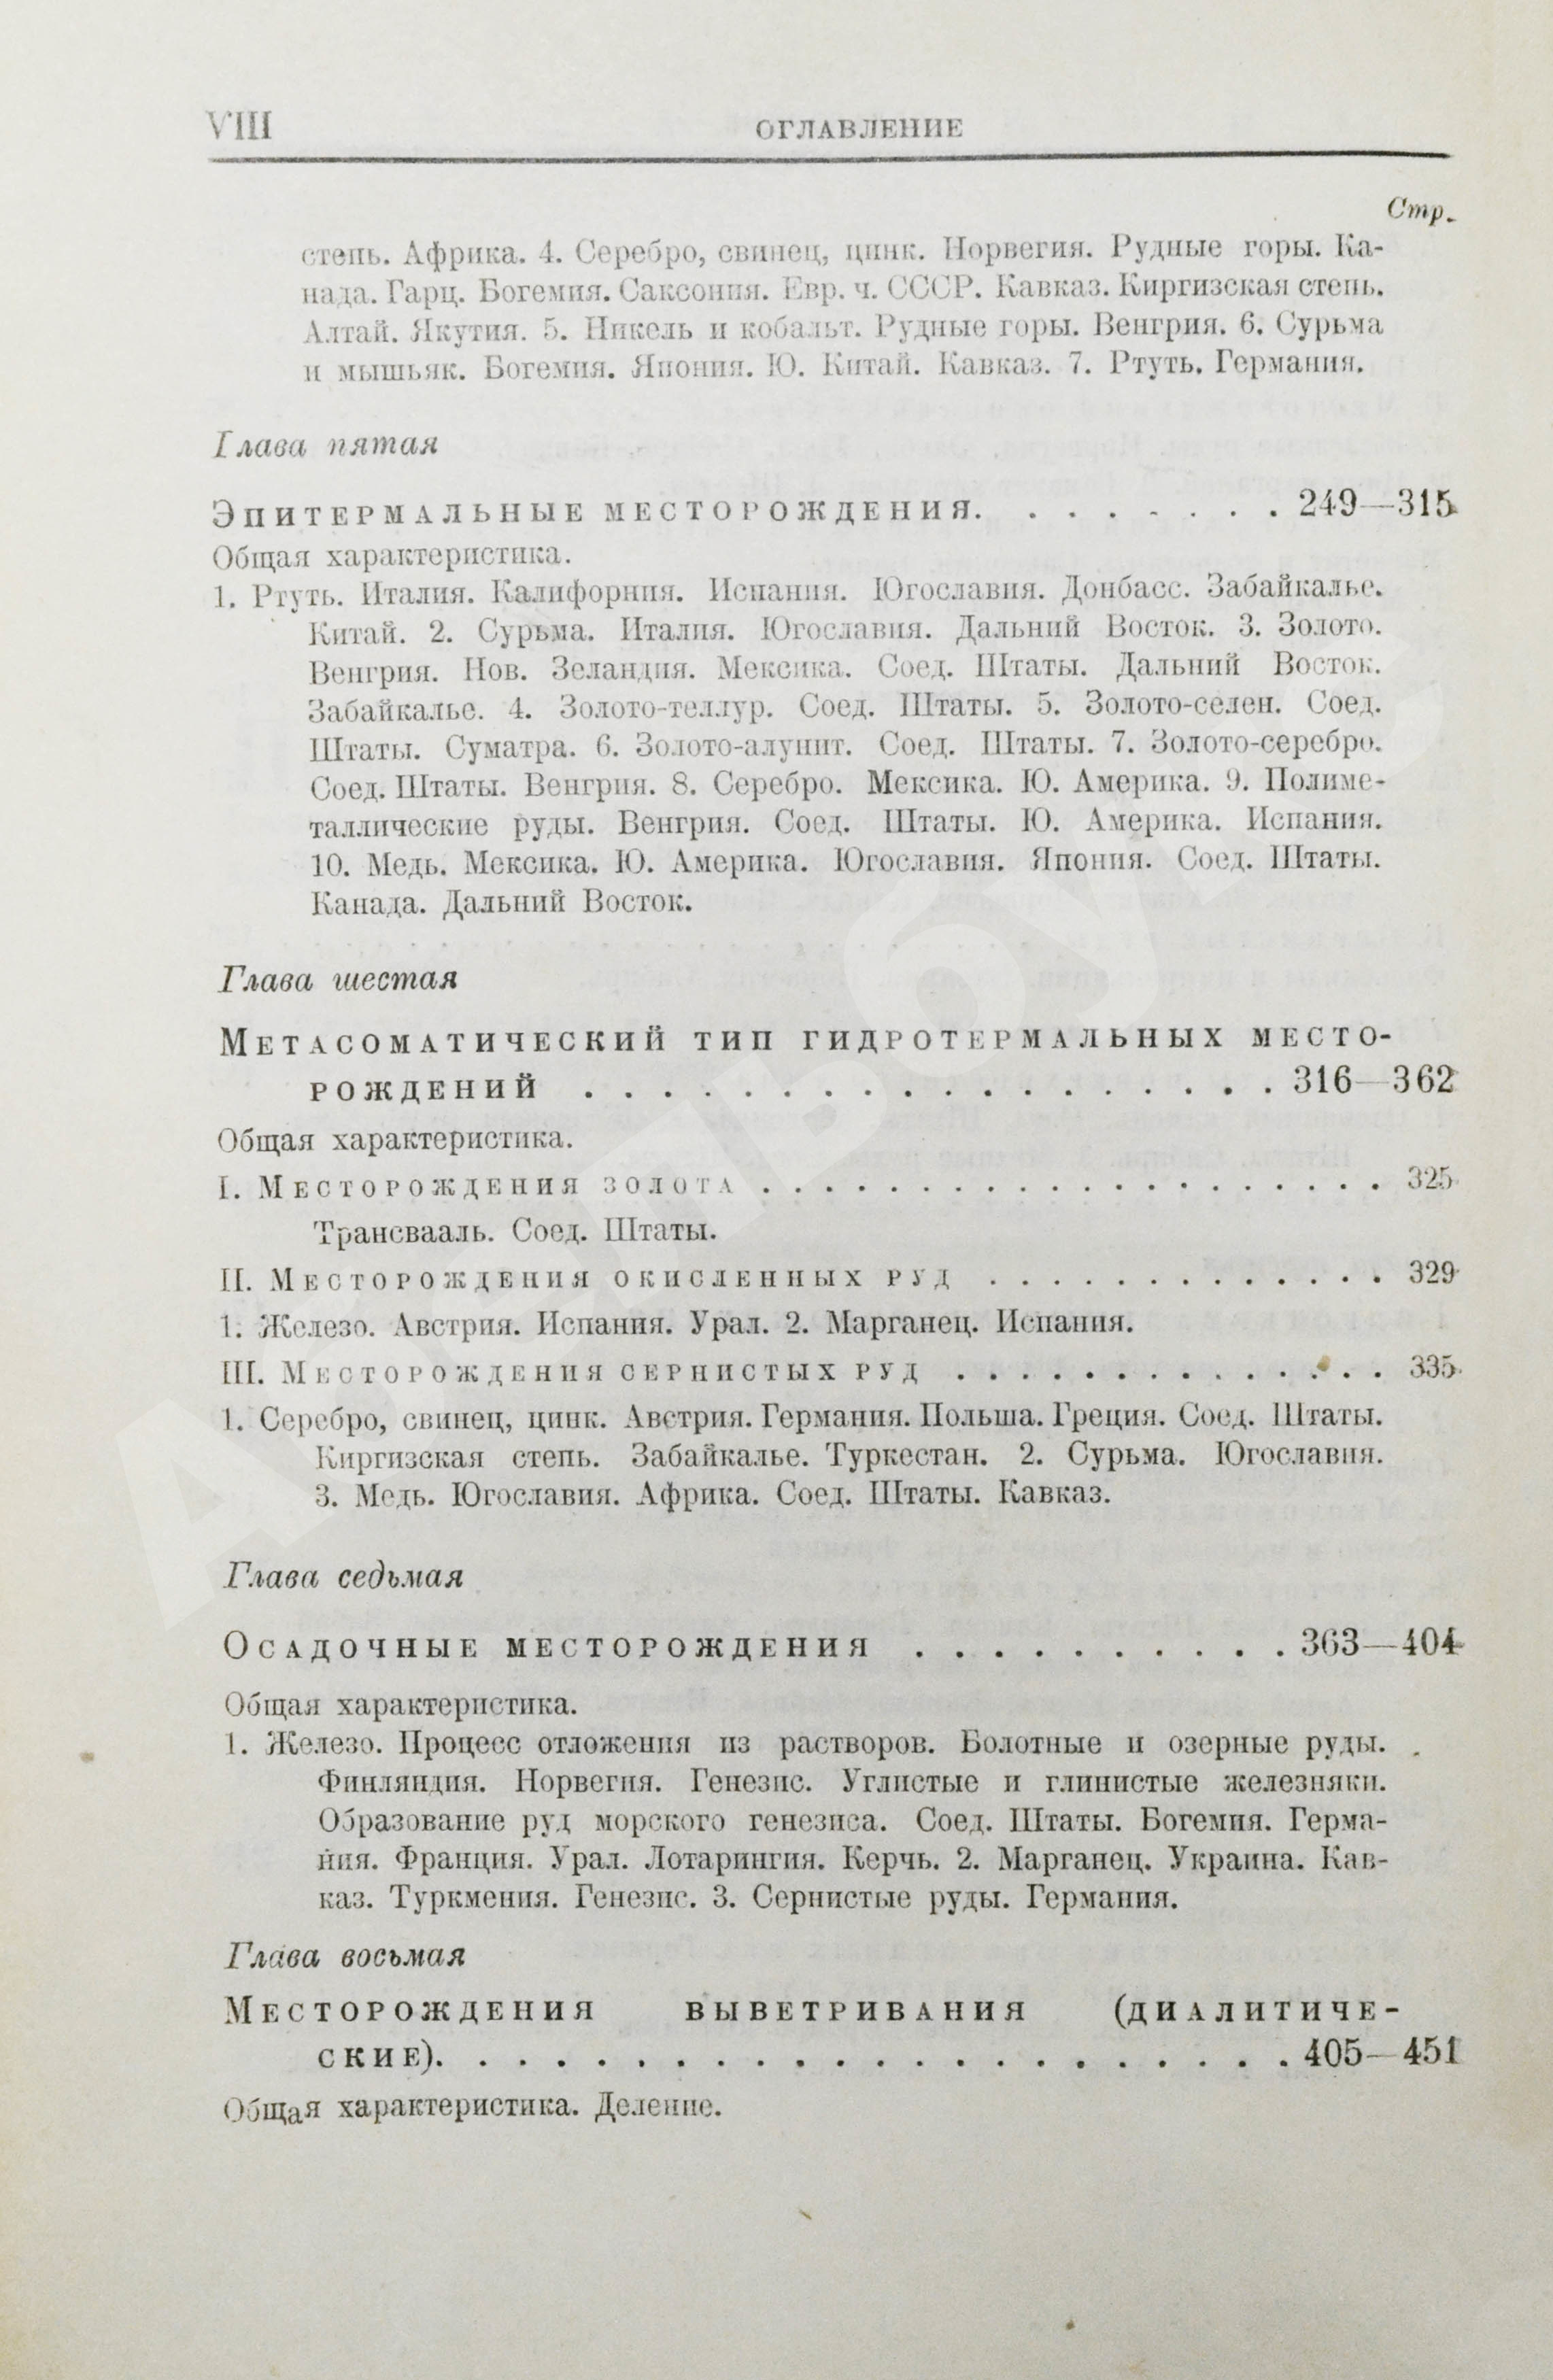 VIII ОГЛАВЛЕНИЕ
Стр.
степь. Африка. 4. Серебро, свинец, цинк. Норвегия. Рудные горы. Ка-
нада. Гарц. Богемия. Саксония. Евр. ч. СССР. Кавказ. Киргизская степь.
Алтай. Якутия. 5. Никель и кобальт. Рудные горы. Венгрия. 6. Сурьма
и мышьяк. Богемия. Япония. Ю. Китай. Кавказ. 7. Ртуть. Германия.
Глава пятая
Эпитермальные месторождения. . . . . . . . 249—315
Общая характеристика.
1. Ртуть. Италия. Калифорния. Испания. Югославия. Донбасс. Забайкалье.
Китай. 2. Сурьма. Италия. Югославия. Дальний Восток. 3. Золото.
Венгрия. Нов. Зеландия. Мексика. Соед. Штаты. Дальний Восток.
Забайкалье. 4. Золото-теллур. Соед. Штаты. 5. Золото-селен. Соед.
Штаты. Суматра. 6. Золото-алунит. Соед. Штаты. 7. Золото-серебро.
Соед. Штаты. Венгрия. 8. Серебро. Мексика. Ю. Америка. 9. Полиме-
таллические руды. Венгрия. Соед. Штаты. Ю. Америка. Испания.
10. Медь. Мексика. Ю. Америка. Югославия. Япония. Соед. Штаты.
Канада. Дальний Восток.
Глава шестая
Метасоматический тип гидротермальных место-
рождений . . . . . . . . . . . . . . . . . . 316—362
Общая характеристика.
I. Месторождения золота . . . . . . . . . . . . . . . . . . . . 325
Трансвааль. Соед. Штаты.
II. Месторождения окисленных руд . . . . . . . . . . . . . 329
1. Железо. Австрия. Испания. Урал. 2. Марганец. Испания.
III. Месторождения сернистых руд . . . . . . . . . . . . . . 335
1. Серебро, свинец, цинк. Австрия. Германия. Польша. Греция. Соед. Штаты.
Киргизская степь. Забайкалье. Туркестан. 2. Сурьма. Югославия.
3. Медь. Югославия. Африка. Соед. Штаты. Кавказ.
Глава седьмая
Осадочные месторождения . . . . . . . . . . 363—404
Общая характеристика.
1. Железо. Процесс отложения из растворов. Болотные и озерные руды.
Финляндия. Норвегия. Генезис. Углистые и глинистые железняки.
Образование руд морского генезиса. Соед. Штаты. Богемия. Герма-
ния. Франция. Урал. Лотарингия. Керчь. 2. Марганец. Украина. Кав-
каз. Туркмения. Генезис. 3. Сернистые руды. Германия.
Глава восьмая
Месторождения выветривания (диалитиче-
ские). . . . . . . . . . . . . . . . . . . . . . 405—451
Общая характеристика. Деление.